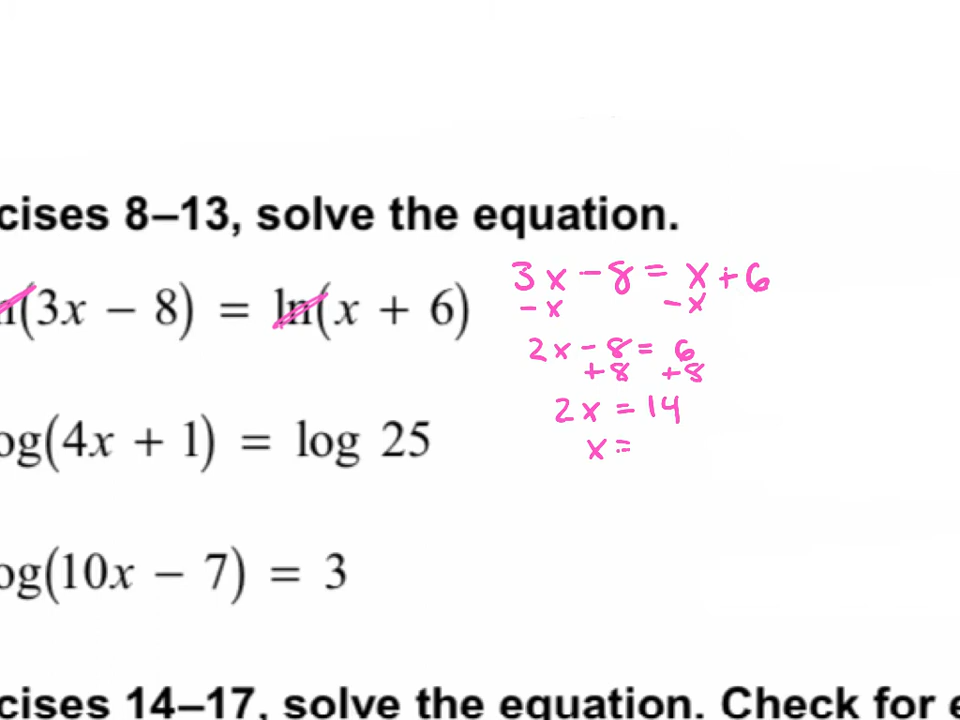 cises 8–13, solve the equation.
3x - 8 = x + 6
(3x − 8) = ln(x + 6)
-x -x
2x - 8 = 6
+8 +8
2x = 14
og(4x + 1) = log 25
x =
og(10x − 7) = 3
cises 14–17, solve the equation. Check for e